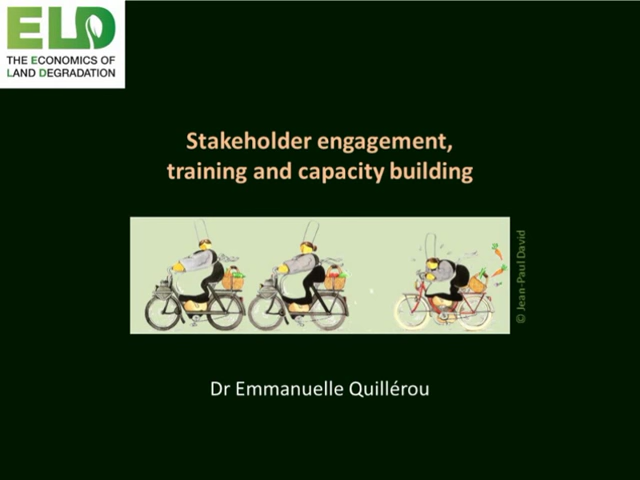 ELD
THE ECONOMICS OF
LAND DEGRADATION
Stakeholder engagement,
training and capacity building
© Jean-Paul David
Dr Emmanuelle Quillérou